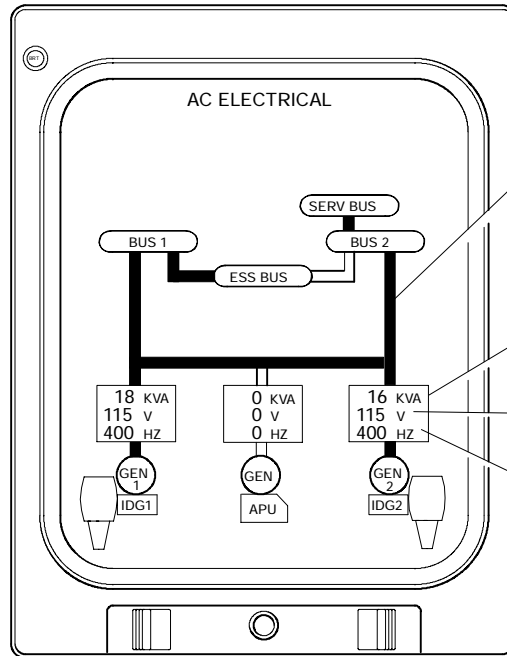 BRT
AC ELECTRICAL
SERV BUS
BUS 1
BUS 2
ESS BUS
18 KVA
115 V
400 HZ
0 KVA
0 V
0 HZ
16 KVA
115 V
400 HZ
GEN
1
GEN
GEN
2
IDG1
APU
IDG2